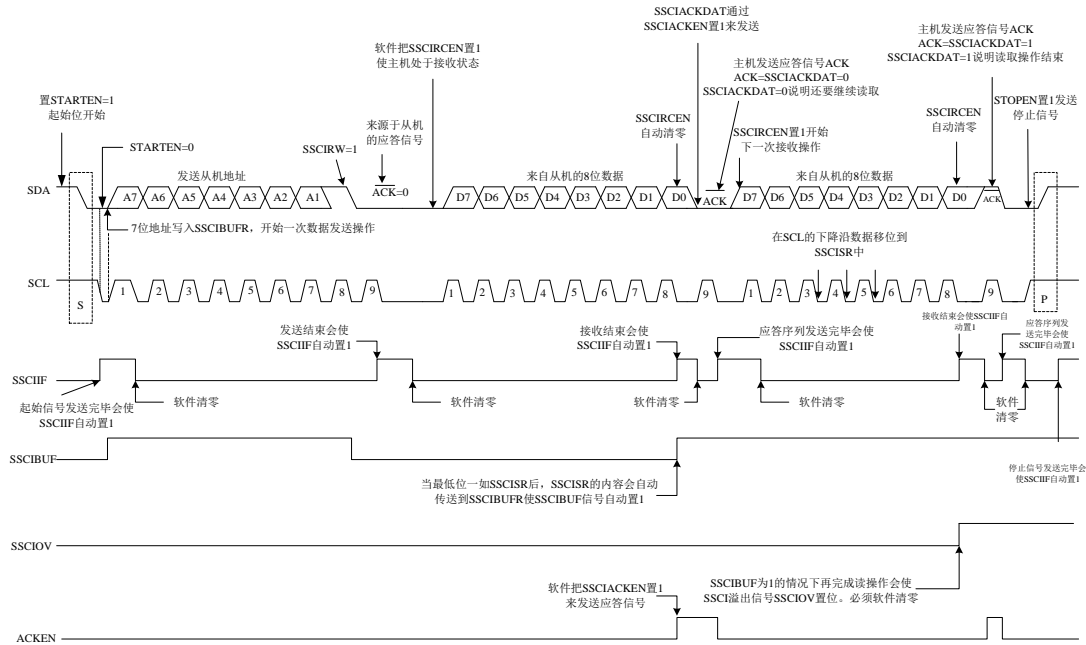 SSCIACKDAT通过
SSCIACKEN置1来发送
软件把SSCIRCEN置1
使主机处于接收状态
主机发送应答信号ACK
ACK=SSCIACKDAT=0
SSCIACKDAT=0说明还要继续读取
主机发送应答信号ACK
ACK=SSCIACKDAT=1
SSCIACKDAT=1说明读取操作结束
置STARTEN=1
起始位开始
STARTEN=0
来源于从机
的应答信号
SSCIRCEN
自动清零
SSCIRCEN置1开始
下一次接收操作
SSCIRCEN
自动清零
STOPEN置1发送
停止信号
发送从机地址
SSCIRW=1
ACK=0
来自从机的8位数据
来自从机的8位数据
SDA
A7 A6 A5 A4 A3 A2 A1
D7 D6 D5 D4 D3 D2 D1 D0
ACK
D7 D6 D5 D4 D3 D2 D1 D0
ACK
7位地址写入SSCIBUFR，开始一次数据发送操作
在SCL的下降沿数据移位到
SSCISR中
SCL
S
1 2 3 4 5 6 7 8 9
1 2 3 4 5 6 7 8 9
1 2 3 4 5 6 7 8 9
P
发送结束会使
SSCIIF自动置1
接收结束会使
SSCIIF自动置1
应答序列发送完毕会使
SSCIIF自动置1
接收结束会使SSCIIF自
动置1
应答序列发
送完毕会使
SSCIIF自动置1
SSCIIF
起始信号发送完毕会使
SSCIIF自动置1
软件清零
软件清零
软件清零
软件清零
软件
清零
SSCIBUF
当最低位一如SSCISR后，SSCISR的内容会自动
传送到SSCIBUFR使SSCIBUF信号自动置1
停止信号发送完毕会
使SSCIIF自动置1
SSCIOV
软件把SSCIACKEN置1
来发送应答信号
SSCIBUF为1的情况下再完成读操作会使
SSCI溢出信号SSCIOV置位。必须软件清零
ACKEN